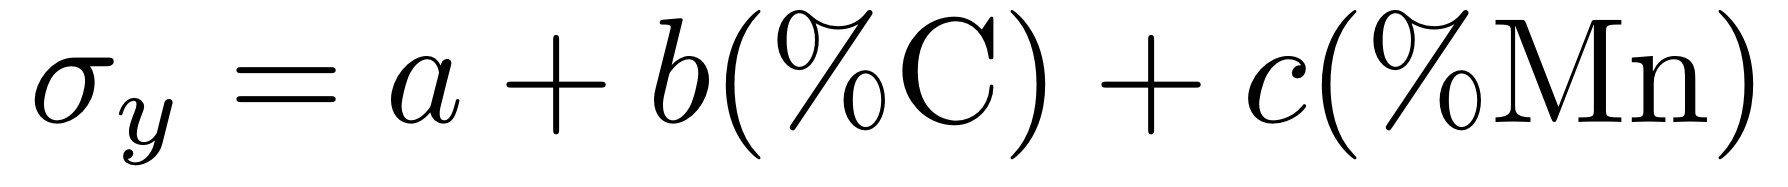 σ_y = a + b(%C) + c(%Mn)